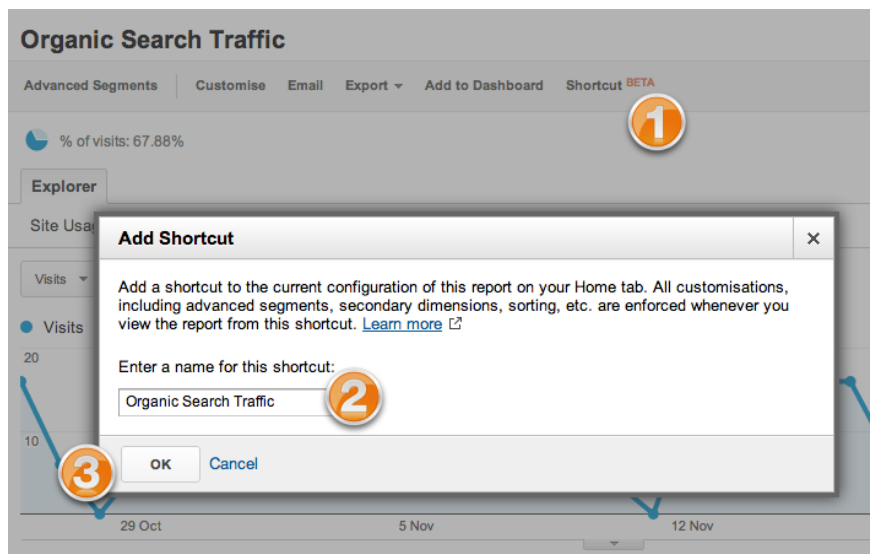 Organic Search Traffic
Advanced Segments Customise Email Export Add to Dashboard Shortcut BETA
1
% of visits: 67.88%
Explorer
Site Usag
Add Shortcut
Visits
Add a shortcut to the current configuration of this report on your Home tab. All customisations,
including advanced segments, secondary dimensions, sorting, etc. are enforced whenever you
view the report from this shortcut. Learn more
Visits
20
Enter a name for this shortcut:
Organic Search Traffic
2
10
3
OK Cancel
29 Oct 5 Nov 12 Nov